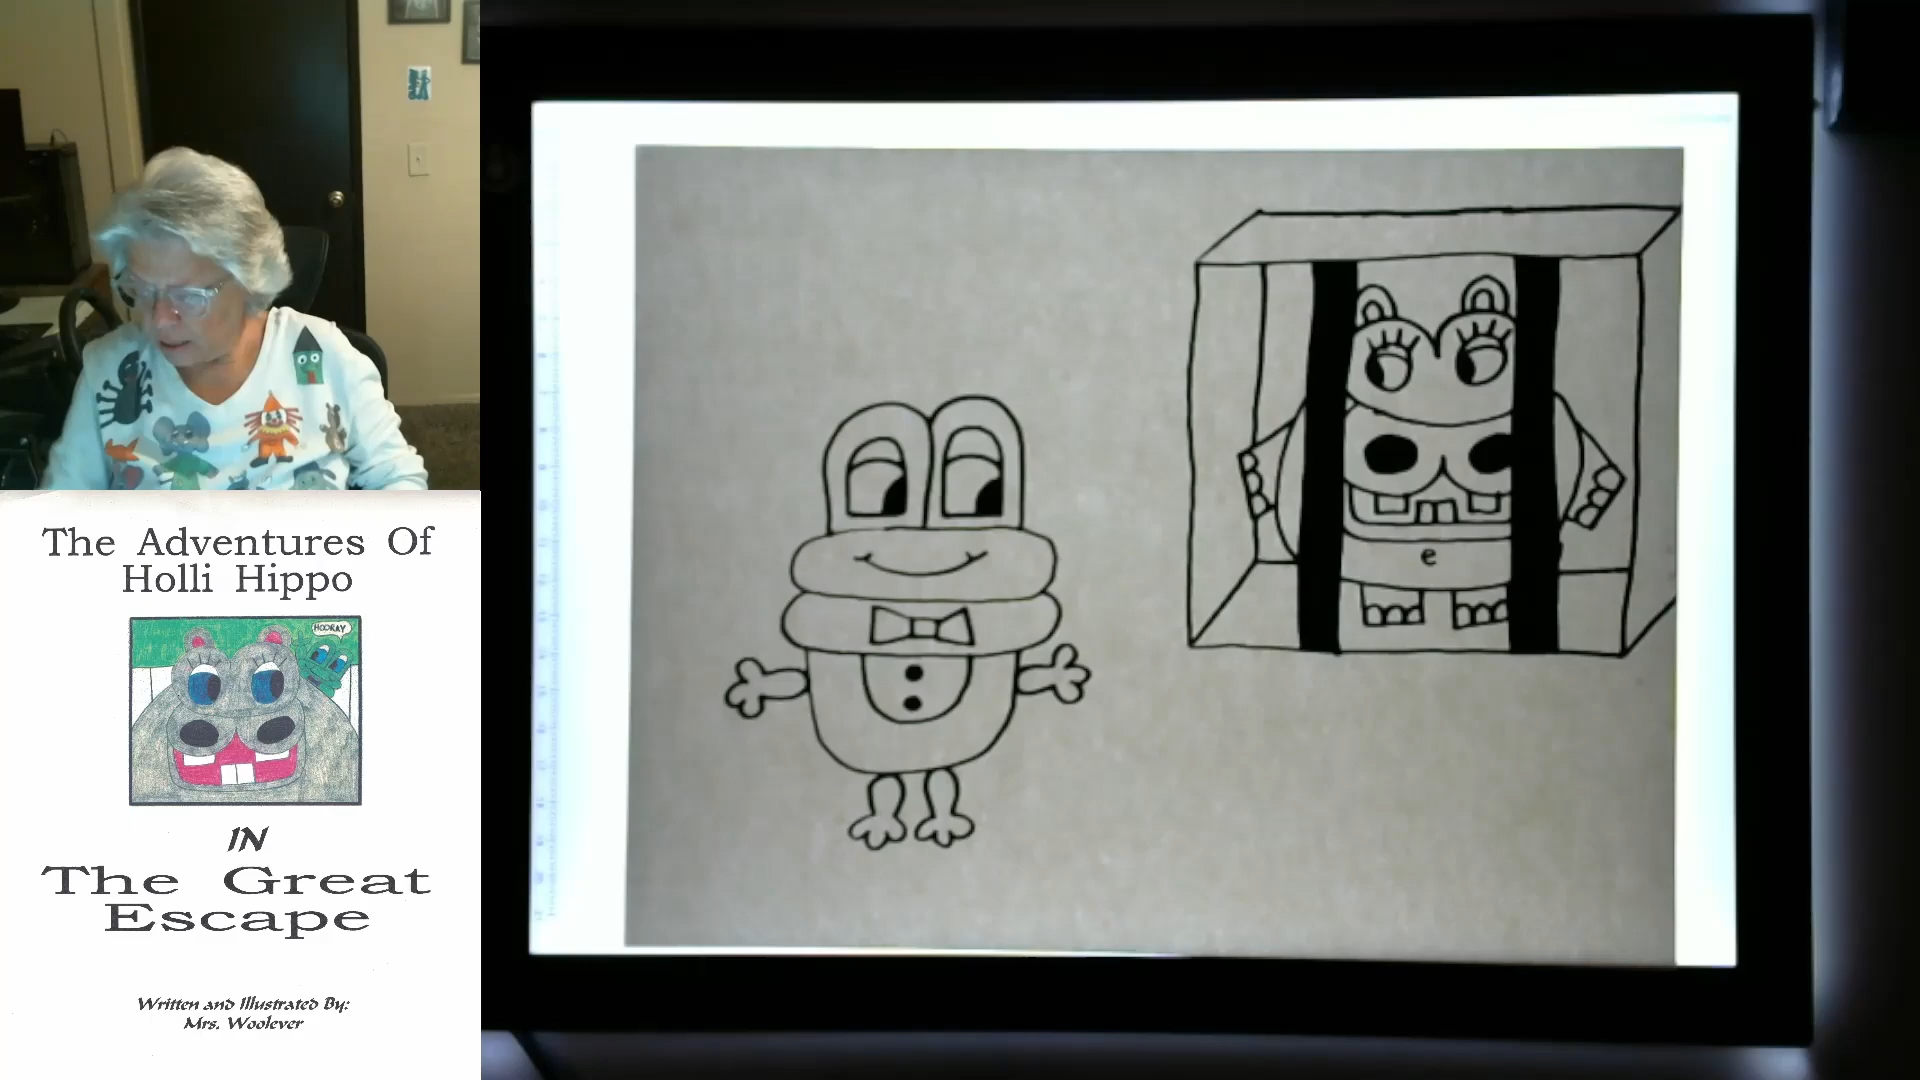 The Adventures Of
Holli Hippo
HOORAY
IN
The Great
Escape
Written and Illustrated By:
Mrs. Woolever
e